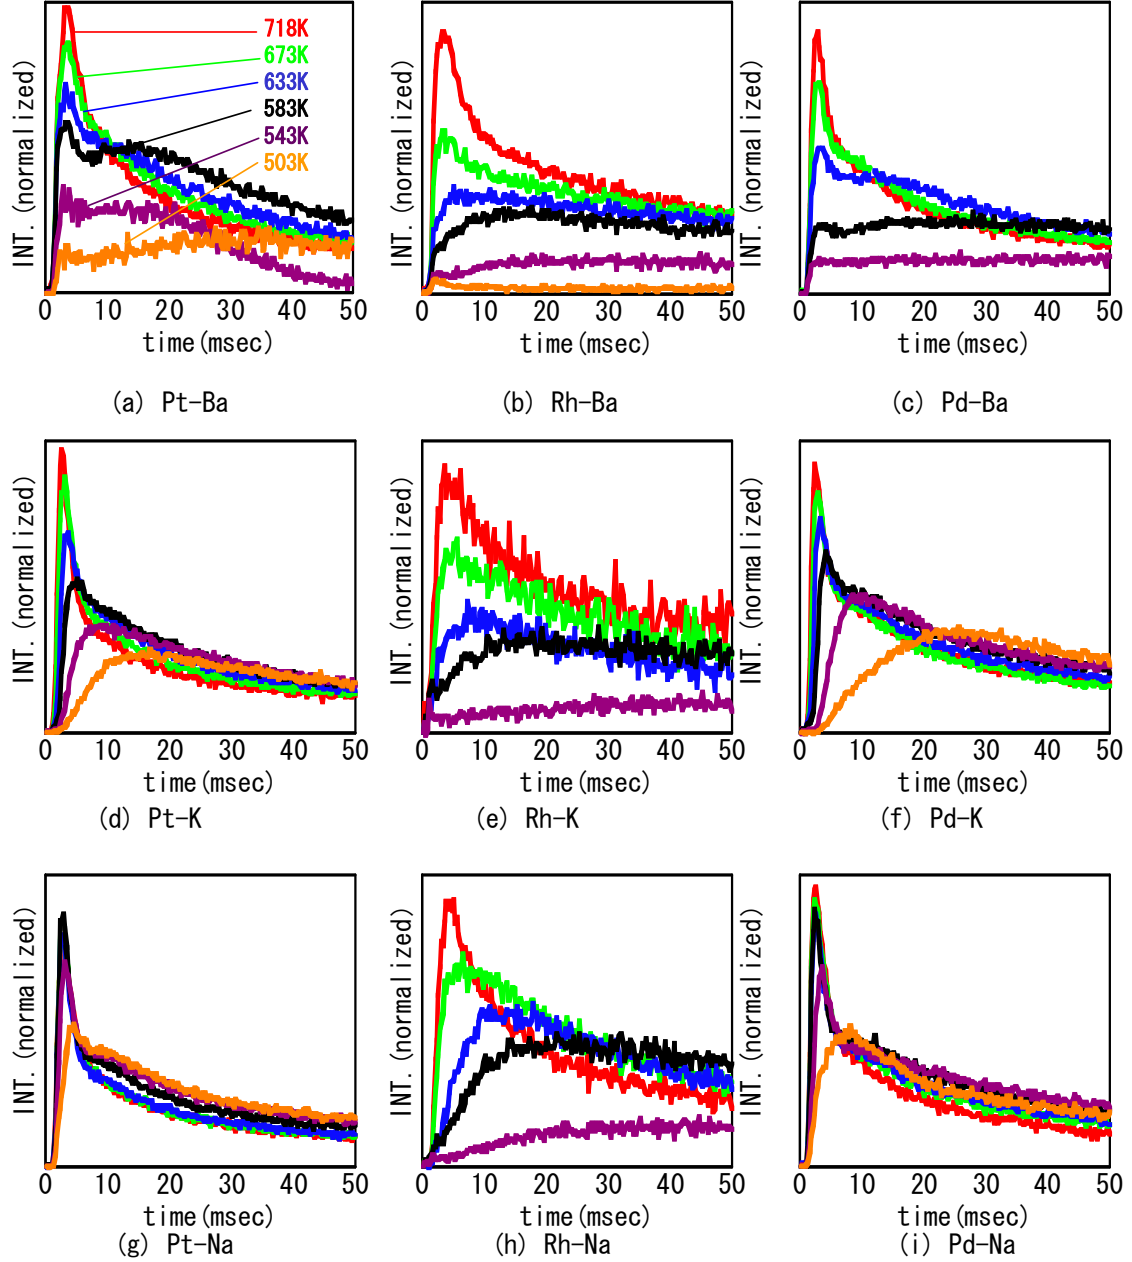 718K
673K
633K
583K
543K
503K
INT.(normalized)
INT.(normalized)
INT.(normalized)
0 10 20 30 40 50
0 10 20 30 40 50
0 10 20 30 40 50
time(msec)
time(msec)
time(msec)
(a) Pt-Ba
(b) Rh-Ba
(c) Pd-Ba
INT.(normalized)
INT.(normalized)
INT.(normalized)
0 10 20 30 40 50
0 10 20 30 40 50
0 10 20 30 40 50
time(msec)
time(msec)
time(msec)
(d) Pt-K
(e) Rh-K
(f) Pd-K
INT.(normalized)
INT.(normalized)
INT.(normalized)
0 10 20 30 40 50
0 10 20 30 40 50
0 10 20 30 40 50
time(msec)
time(msec)
time(msec)
(g) Pt-Na
(h) Rh-Na
(i) Pd-Na